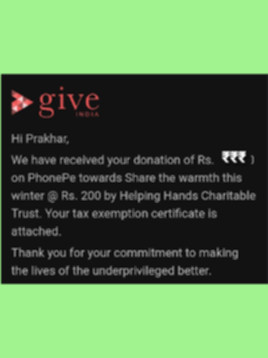 give
INDIA
Hi Prakhar,
We have received your donation of Rs. ₹₹₹ )
on PhonePe towards Share the warmth this
winter @ Rs. 200 by Helping Hands Charitable
Trust. Your tax exemption certificate is
attached.
Thank you for your commitment to making
the lives of the underprivileged better.